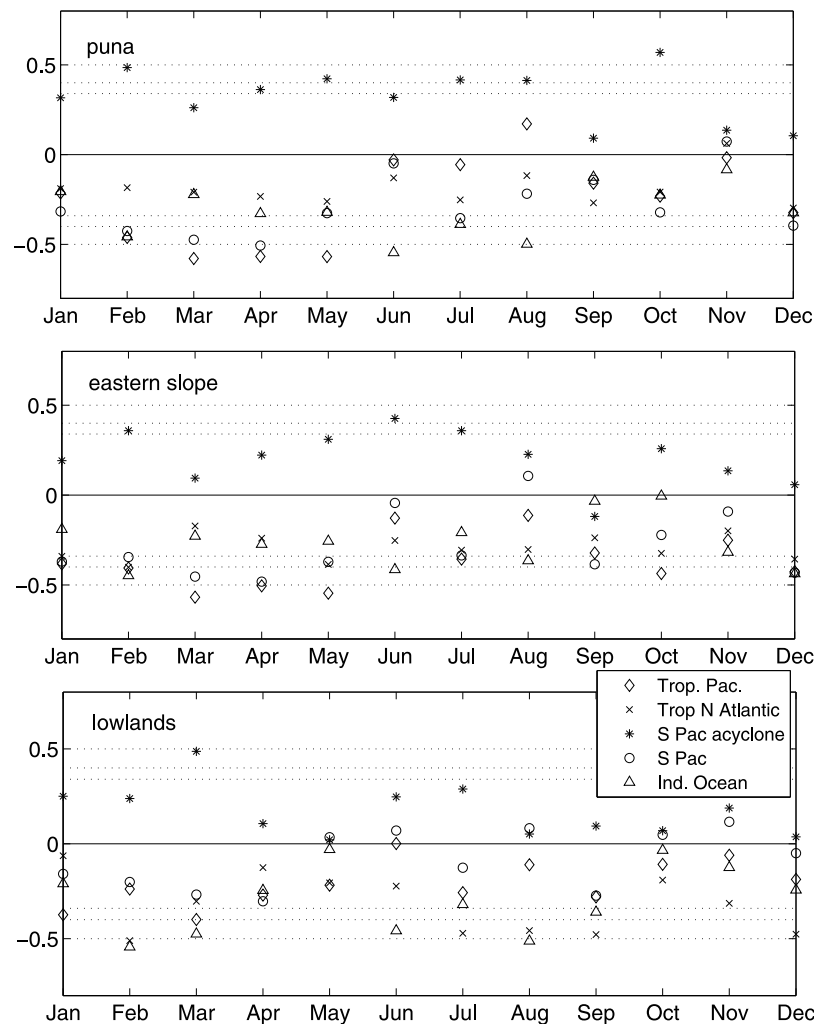 puna
0.5
0
−0.5
Jan Feb Mar Apr May Jun Jul Aug Sep Oct Nov Dec
eastern slope
0.5
0
−0.5
Jan Feb Mar Apr May Jun Jul Aug Sep Oct Nov Dec
lowlands
Trop. Pac.
Trop N Atlantic
S Pac acyclone
S Pac
Ind. Ocean
0.5
0
−0.5
Jan Feb Mar Apr May Jun Jul Aug Sep Oct Nov Dec